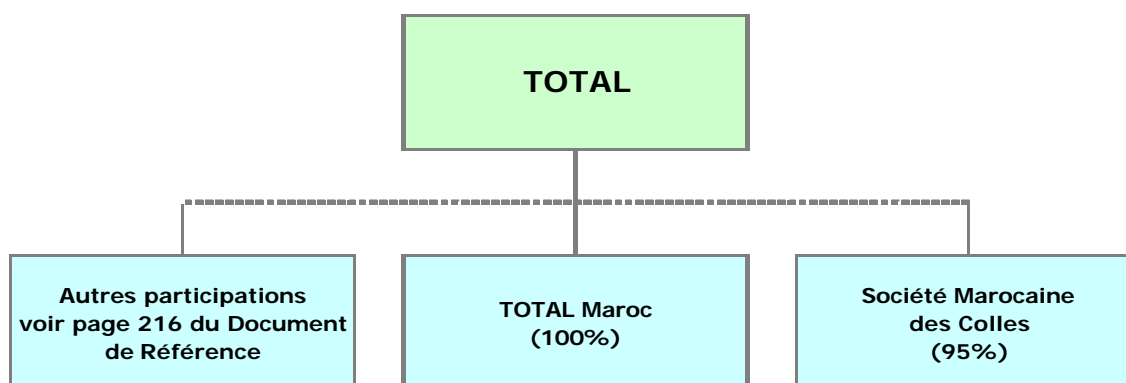 TOTAL
Autres participations
voir page 216 du Document
de Référence
TOTAL Maroc
(100%)
Société Marocaine
des Colles
(95%)